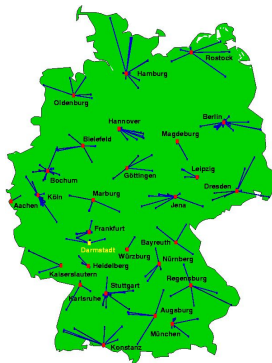 Rostock
Hamburg
Oldenburg
Hannover
Berlin
Magdeburg
Bielefeld
Bochum
Göttingen
Leipzig
Dresden
Köln
Aachen
Marburg
Jena
Frankfurt
Darmstadt
Bayreuth
Würzburg
Nürnberg
Heidelberg
Kaiserslautern
Regensburg
Karlsruhe
Stuttgart
Augsburg
München
Konstanz